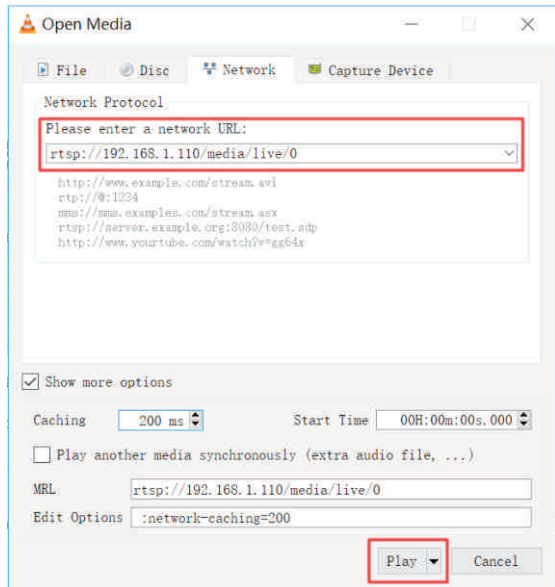 Open Media
File Disc Network Capture Device
Network Protocol
Please enter a network URL:
rtsp://192.168.1.110/media/live/0
http://www.example.com/stream.avi
rtp://@:1234
mms://mms.examples.com/stream.asx
rtsp://server.example.org:8080/test.sdp
http://www.yourtube.com/watch?v=gg64x
Show more options
Caching 200 ms Start Time 00H:00m:00s.000
Play another media synchronously (extra audio file, ...)
MRL rtsp://192.168.1.110/media/live/0
Edit Options :network-caching=200
Play Cancel